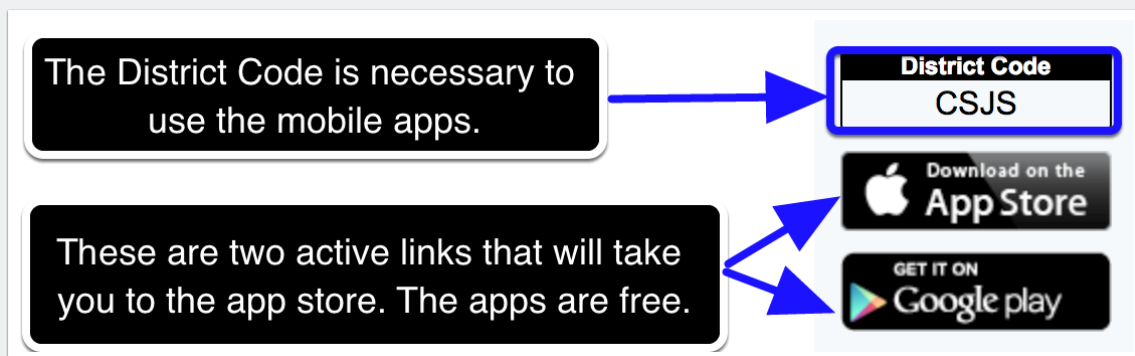 The District Code is necessary to
use the mobile apps.
District Code
CSJS
These are two active links that will take
you to the app store. The apps are free.
Download on the
App Store
GET IT ON
Google play